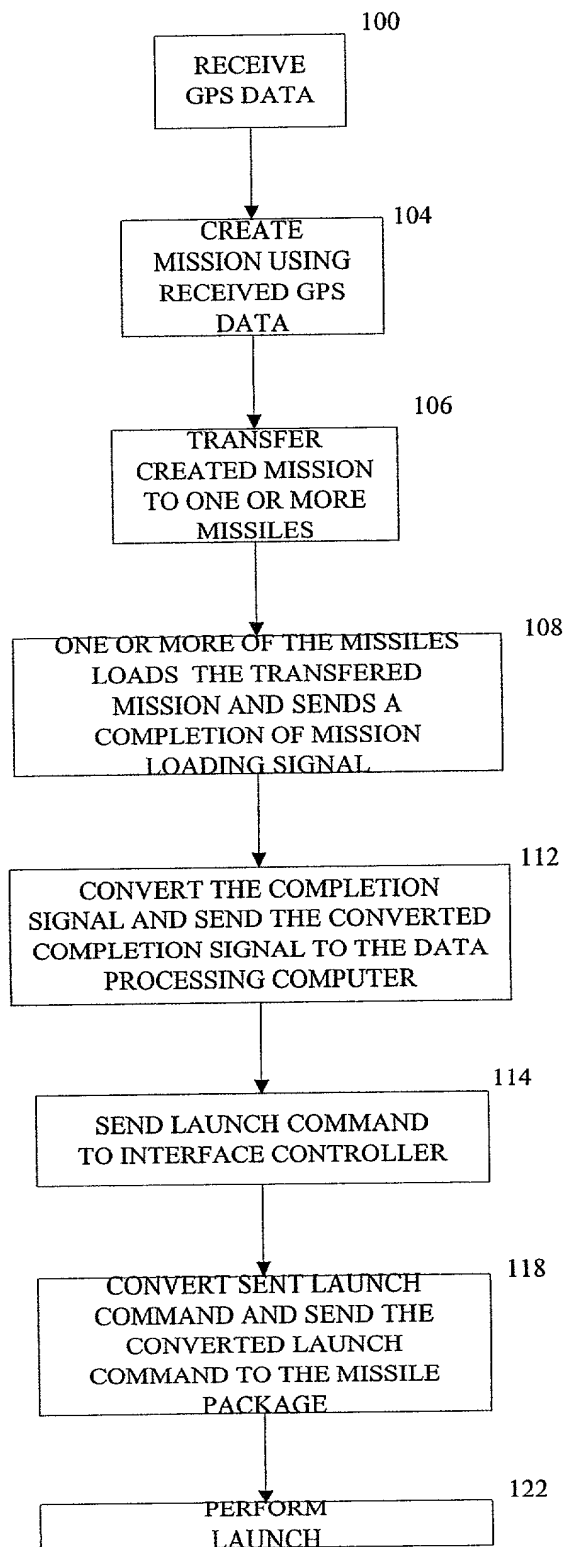 100
RECEIVE
GPS DATA
104
CREATE
MISSION USING
RECEIVED GPS
DATA
106
TRANSFER
CREATED MISSION
TO ONE OR MORE
MISSILES
108
ONE OR MORE OF THE MISSILES
LOADS THE TRANSFERED
MISSION AND SENDS A
COMPLETION OF MISSION
LOADING SIGNAL
112
CONVERT THE COMPLETION
SIGNAL AND SEND THE CONVERTED
COMPLETION SIGNAL TO THE DATA
PROCESSING COMPUTER
114
SEND LAUNCH COMMAND
TO INTERFACE CONTROLLER
118
CONVERT SENT LAUNCH
COMMAND AND SEND THE
CONVERTED LAUNCH
COMMAND TO THE MISSILE
PACKAGE
122
PERFORM
LAUNCH